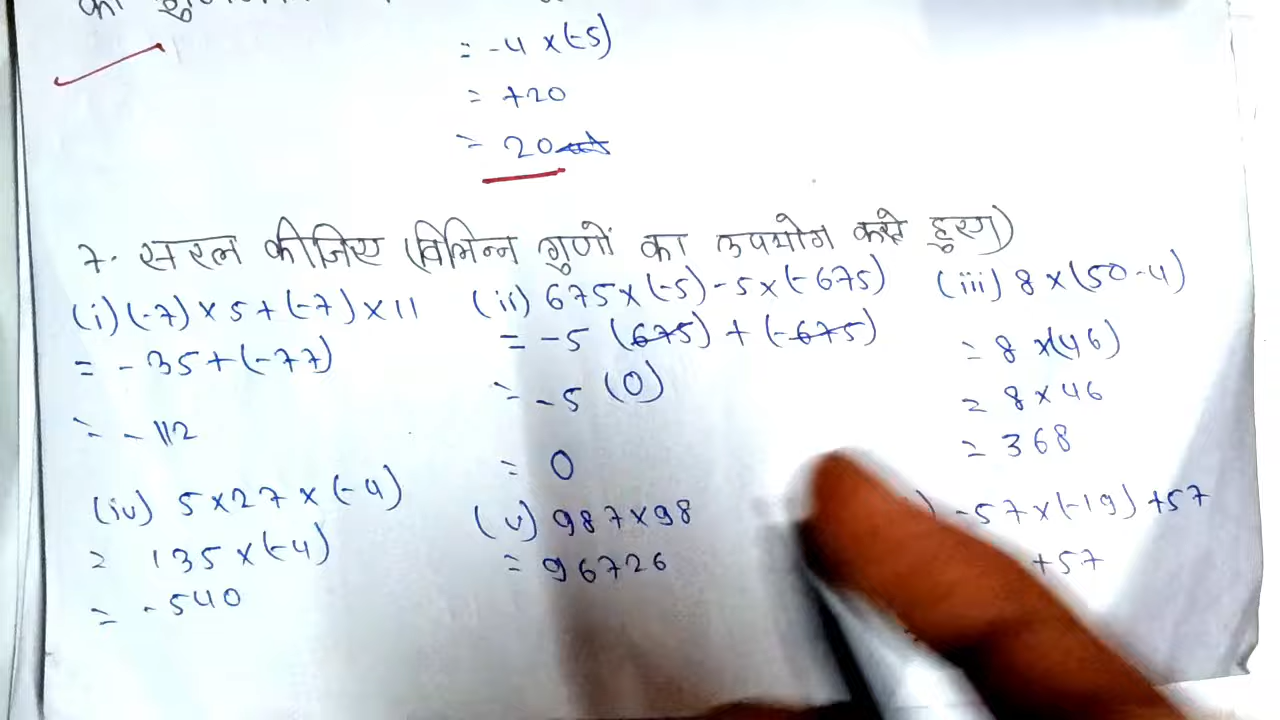 = -4 × (-5)
= +20
= 20
7. सरल कीजिए (विभिन्न गुणों का उपयोग करते हुए)
(i) (-7) × 5 + (-7) × 11
= -35 + (-77)
= -112
(ii) 675 × (-5) - 5 × (-675)
= -5 (675) + (-675)
= -5 (0)
= 0
(iii) 8 × (50 - 4)
= 8 × (46)
= 8 × 46
= 368
(iv) 5 × 27 × (-4)
= 135 × (-4)
= -540
(v) 987 × 98
= 96726
) -57 × (-19) + 57
+57